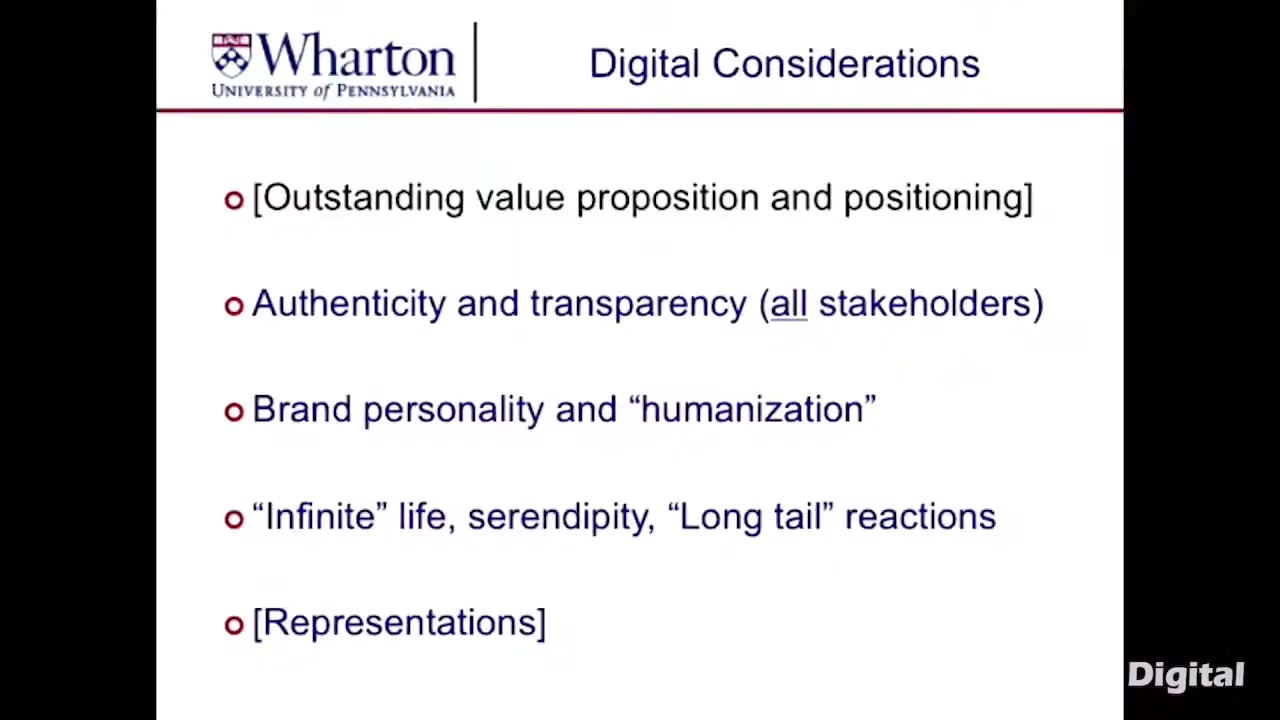 Wharton
UNIVERSITY of PENNSYLVANIA
Digital Considerations
[Outstanding value proposition and positioning]
Authenticity and transparency (all stakeholders)
Brand personality and “humanization”
“Infinite” life, serendipity, “Long tail” reactions
[Representations]
Digital